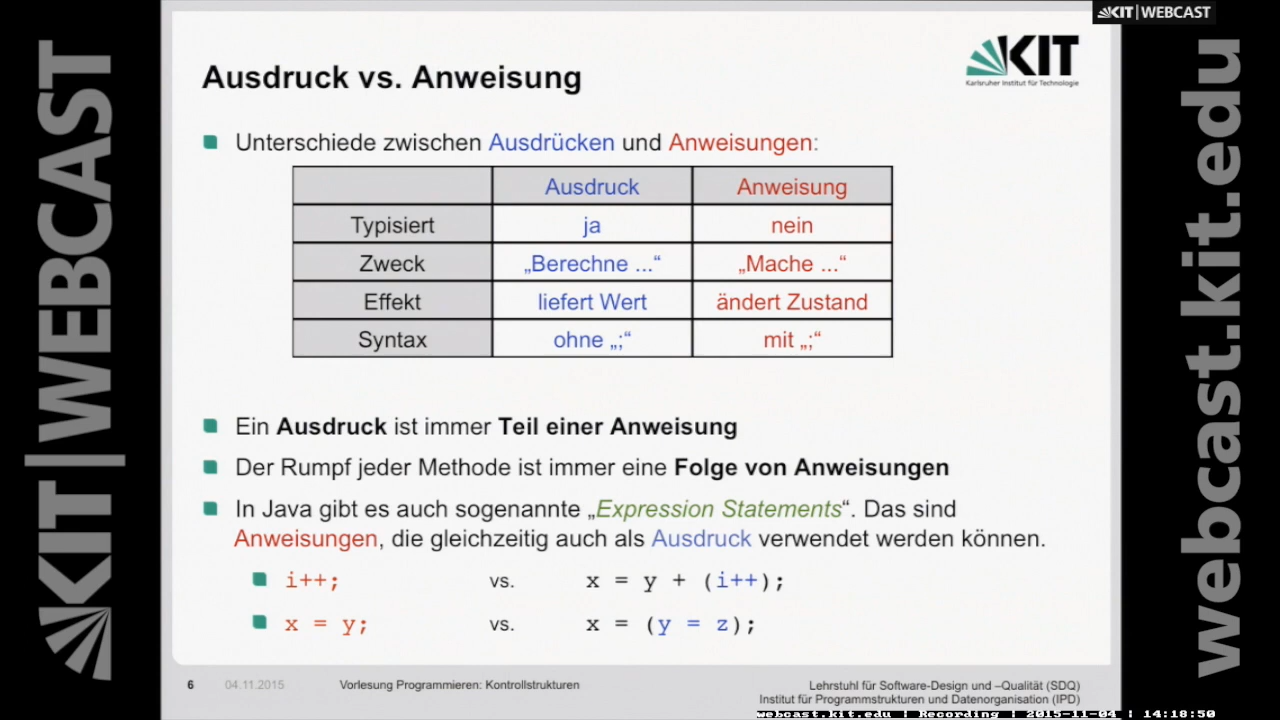 KIT|WEBCAST
KIT|WEBCAST
webcast.kit.edu
KIT
Karlsruher Institut für Technologie
Ausdruck vs. Anweisung
Unterschiede zwischen Ausdrücken und Anweisungen:
Ausdruck Anweisung
Typisiert ja nein
Zweck „Berechne ...“ „Mache ...“
Effekt liefert Wert ändert Zustand
Syntax ohne „;“ mit „;“
Ein Ausdruck ist immer Teil einer Anweisung
Der Rumpf jeder Methode ist immer eine Folge von Anweisungen
In Java gibt es auch sogenannte „Expression Statements“. Das sind
Anweisungen, die gleichzeitig auch als Ausdruck verwendet werden können.
i++; vs. x = y + (i++);
x = y; vs. x = (y = z);
6 04.11.2015 Vorlesung Programmieren: Kontrollstrukturen
Lehrstuhl für Software-Design und –Qualität (SDQ)
Institut für Programmstrukturen und Datenorganisation (IPD)
webcast.kit.edu | Recording | 2015-11-04 | 14:18:50